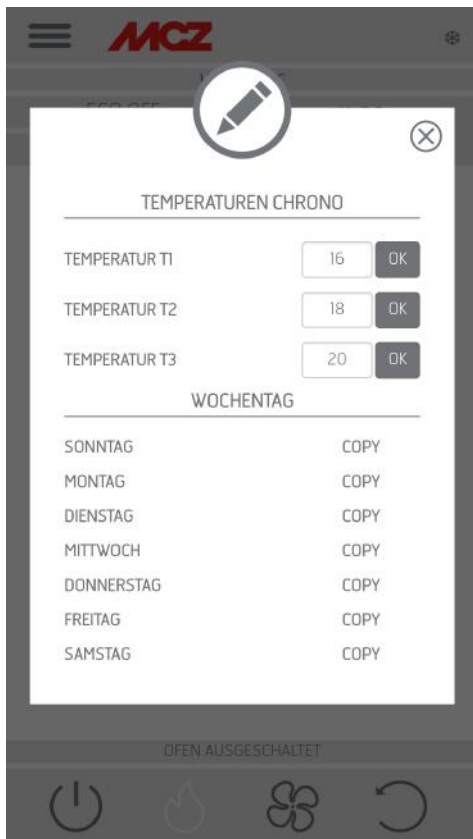 MCZ
TEMPERATUREN CHRONO
TEMPERATUR T1 16 OK
TEMPERATUR T2 18 OK
TEMPERATUR T3 20 OK
WOCHENTAG
SONNTAG COPY
MONTAG COPY
DIENSTAG COPY
MITTWOCH COPY
DONNERSTAG COPY
FREITAG COPY
SAMSTAG COPY
OFEN AUSGESCHALTET